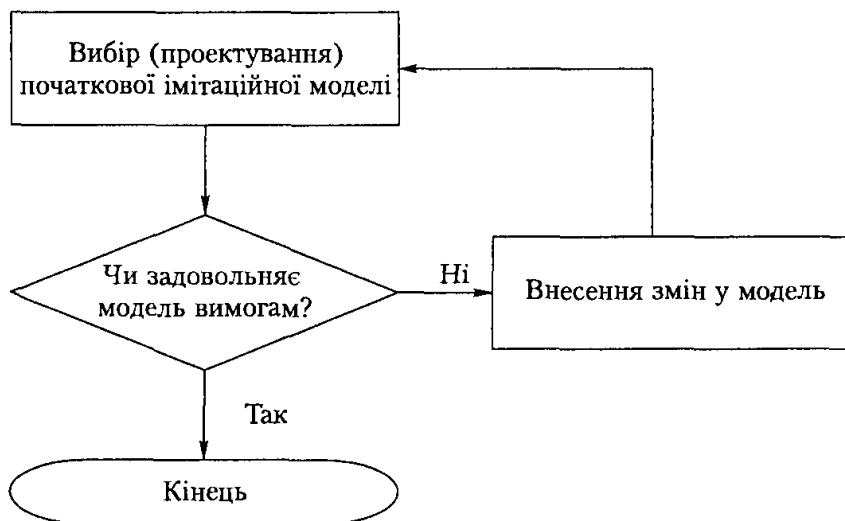 Вибір (проектування)
початкової імітаційної моделі
Чи задовольняє
модель вимогам?
Ні
Внесення змін у модель
Так
Кінець